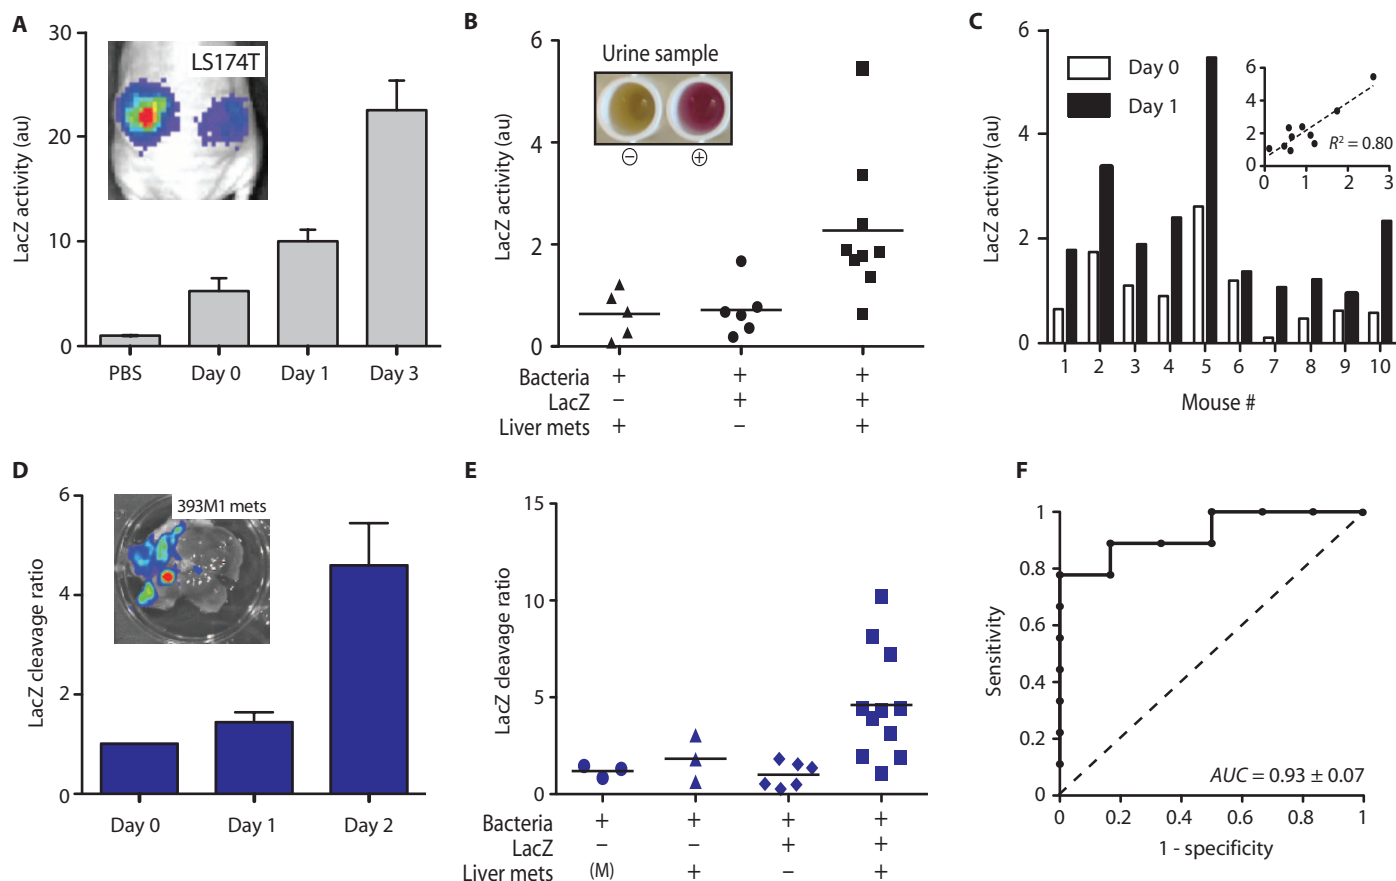 A
LacZ activity (au)
30
20
10
0
LS174T
PBS Day 0 Day 1 Day 3
B
LacZ activity (au)
6
4
2
0
Urine sample
− +
Bacteria + + +
LacZ − + +
Liver mets + − +
C
LacZ activity (au)
6
4
2
0
Day 0
Day 1
6
4
2
0
R² = 0.80
0 1 2 3
1 2 3 4 5 6 7 8 9 10
Mouse #
D
LacZ cleavage ratio
6
4
2
0
393M1 mets
Day 0 Day 1 Day 2
E
LacZ cleavage ratio
15
10
5
0
Bacteria + + + +
LacZ − − + +
Liver mets (M) + − +
F
Sensitivity
1
0.8
0.6
0.4
0.2
0
AUC = 0.93 ± 0.07
0 0.2 0.4 0.6 0.8 1
1 - specificity